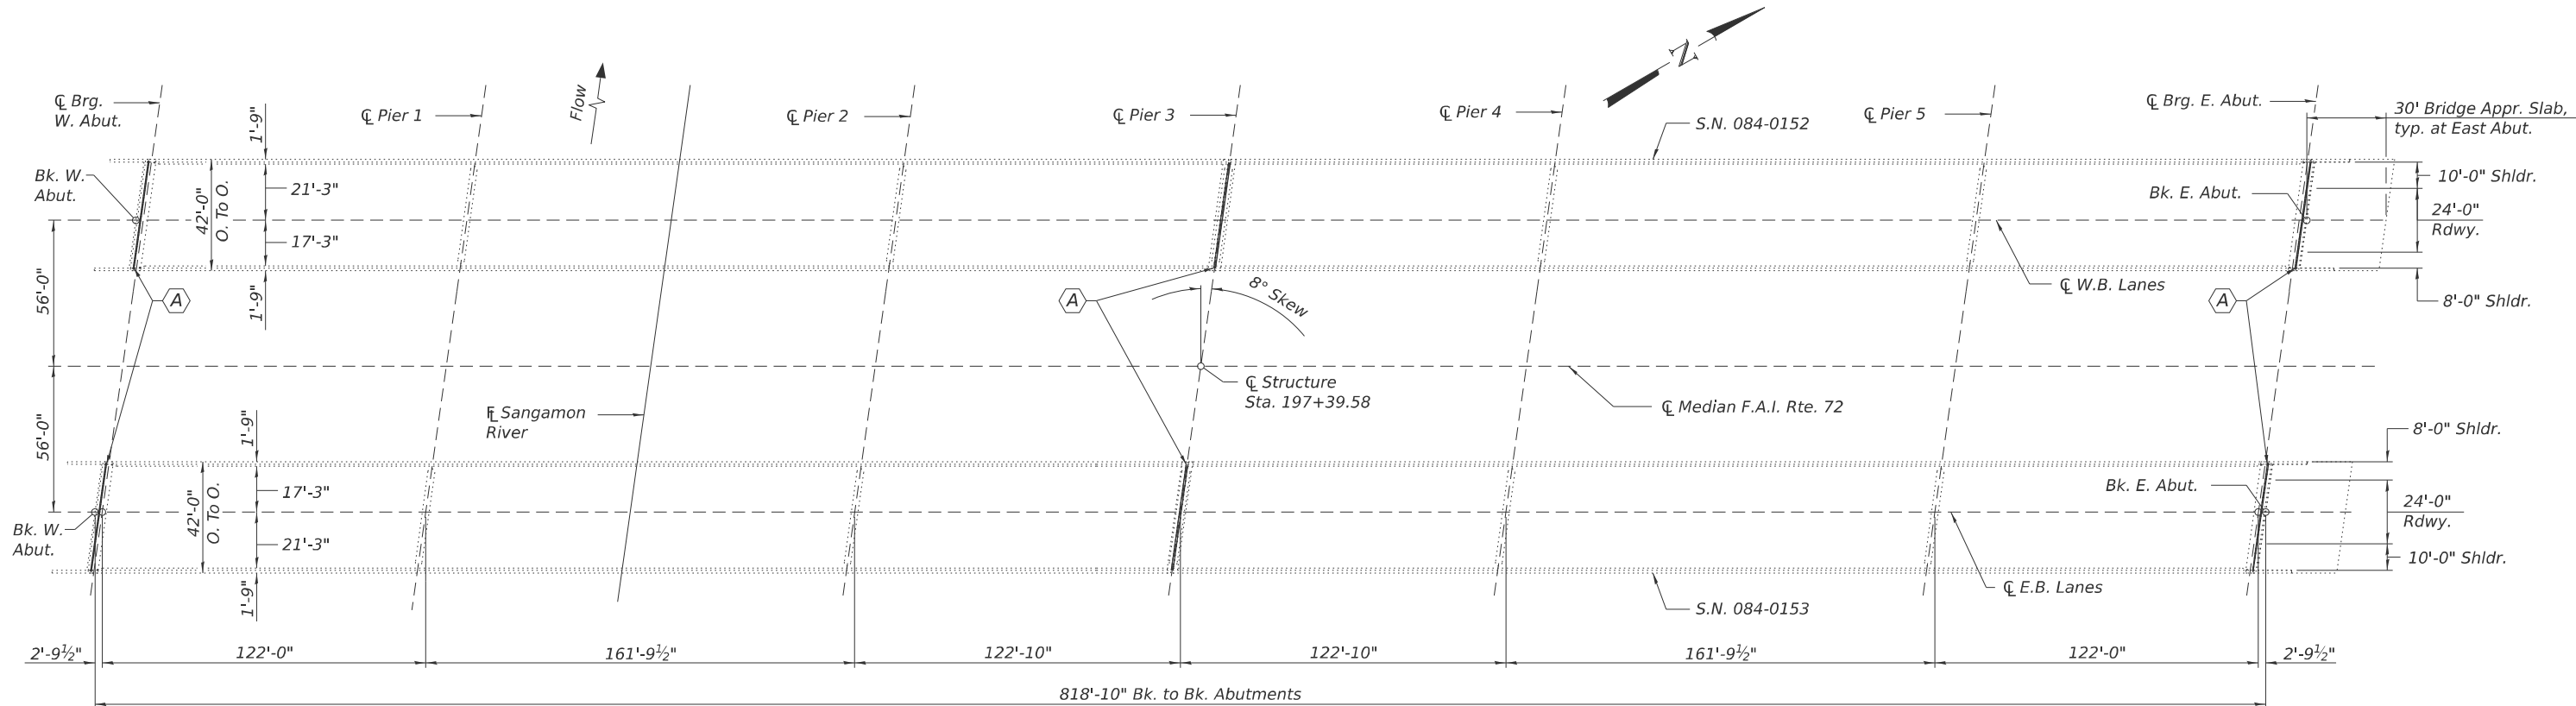 N
℄ Brg.
W. Abut.
℄ Pier 1
Flow
℄ Pier 2
℄ Pier 3
℄ Pier 4
S.N. 084-0152
℄ Pier 5
℄ Brg. E. Abut.
30' Bridge Appr. Slab,
typ. at East Abut.
1'-9"
Bk. W.
Abut.
42'-0"
O. To O.
21'-3"
17'-3"
1'-9"
Bk. E. Abut.
10'-0" Shldr.
24'-0"
Rdwy.
8'-0" Shldr.
56'-0"
A
A
8° Skew
℄ W.B. Lanes
A
℄ Structure
Sta. 197+39.58
℄ Median F.A.I. Rte. 72
F̵L Sangamon
River
56'-0"
1'-9"
17'-3"
42'-0"
O. To O.
21'-3"
1'-9"
Bk. W.
Abut.
8'-0" Shldr.
Bk. E. Abut.
24'-0"
Rdwy.
10'-0" Shldr.
℄ E.B. Lanes
S.N. 084-0153
2'-9½"
122'-0"
161'-9½"
122'-10"
122'-10"
161'-9½"
122'-0"
2'-9½"
818'-10" Bk. to Bk. Abutments